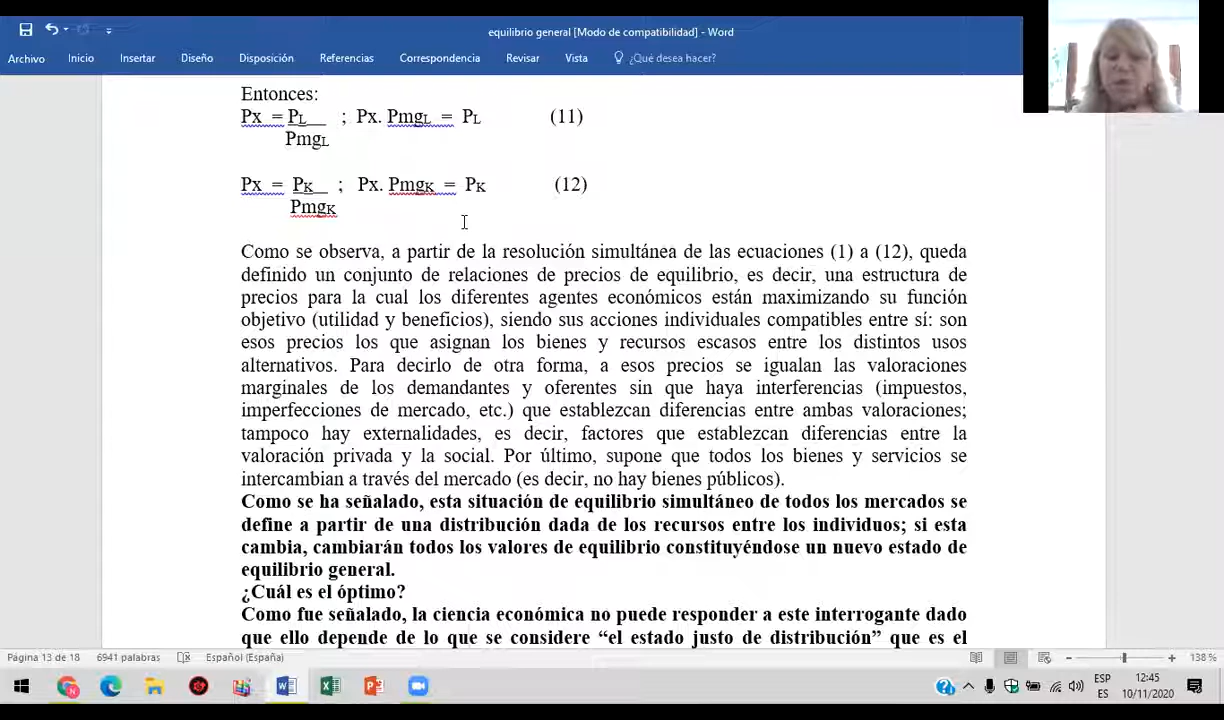 equilibrio general [Modo de compatibilidad] - Word
Archivo Inicio Insertar Diseño Disposición Referencias Correspondencia Revisar Vista ¿Qué desea hacer?
Entonces:
Px = PL ; Px. PmgL = PL (11)
PmgL
Px = PK ; Px. PmgK = PK (12)
PmgK
Como se observa, a partir de la resolución simultánea de las ecuaciones (1) a (12), queda
definido un conjunto de relaciones de precios de equilibrio, es decir, una estructura de
precios para la cual los diferentes agentes económicos están maximizando su función
objetivo (utilidad y beneficios), siendo sus acciones individuales compatibles entre sí: son
esos precios los que asignan los bienes y recursos escasos entre los distintos usos
alternativos. Para decirlo de otra forma, a esos precios se igualan las valoraciones
marginales de los demandantes y oferentes sin que haya interferencias (impuestos,
imperfecciones de mercado, etc.) que establezcan diferencias entre ambas valoraciones;
tampoco hay externalidades, es decir, factores que establezcan diferencias entre la
valoración privada y la social. Por último, supone que todos los bienes y servicios se
intercambian a través del mercado (es decir, no hay bienes públicos).
Como se ha señalado, esta situación de equilibrio simultáneo de todos los mercados se
define a partir de una distribución dada de los recursos entre los individuos; si esta
cambia, cambiarán todos los valores de equilibrio constituyéndose un nuevo estado de
equilibrio general.
¿Cuál es el óptimo?
Como fue señalado, la ciencia económica no puede responder a este interrogante dado
que ello depende de lo que se considere “el estado justo de distribución” que es el
Página 13 de 18 6941 palabras Español (España) 138 %
ESP 12:45
ES 10/11/2020